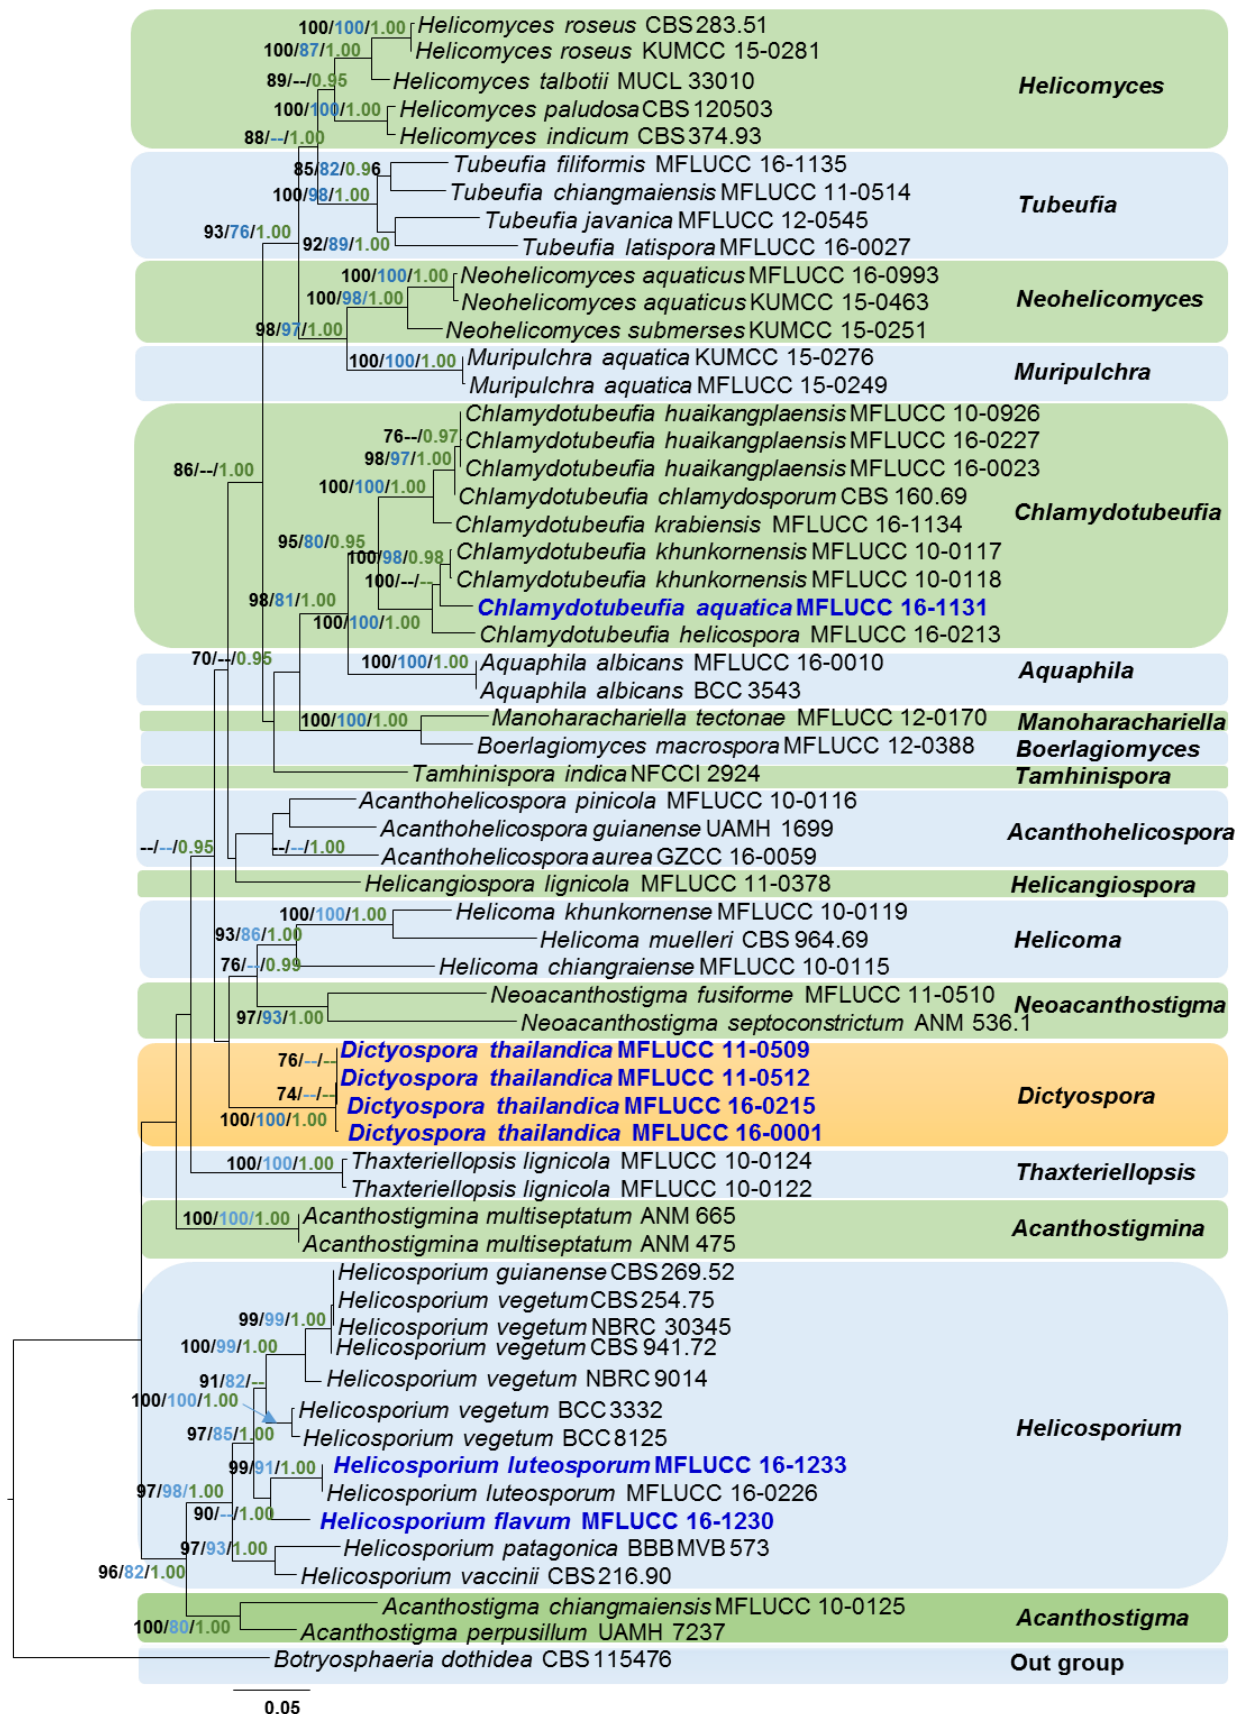 100/100/1.00 Helicomyces roseus CBS 283.51
100/87/1.00 Helicomyces roseus KUMCC 15-0281
89/--/0.95 Helicomyces talbotii MUCL 33010
Helicomyces
100/100/1.00 Helicomyces paludosa CBS 120503
88/--/1.00 Helicomyces indicum CBS 374.93
85/82/0.96 Tubeufia filiformis MFLUCC 16-1135
100/98/1.00 Tubeufia chiangmaiensis MFLUCC 11-0514
Tubeufia
93/76/1.00 Tubeufia javanica MFLUCC 12-0545
92/89/1.00 Tubeufia latispora MFLUCC 16-0027
100/100/1.00 Neohelicomyces aquaticus MFLUCC 16-0993
100/98/1.00 Neohelicomyces aquaticus KUMCC 15-0463
Neohelicomyces
98/97/1.00 Neohelicomyces submerses KUMCC 15-0251
100/100/1.00 Muripulchra aquatica KUMCC 15-0276
Muripulchra
Muripulchra aquatica MFLUCC 15-0249
Chlamydotubeufia huaikangplaensis MFLUCC 10-0926
76--/0.97 Chlamydotubeufia huaikangplaensis MFLUCC 16-0227
98/97/1.00 Chlamydotubeufia huaikangplaensis MFLUCC 16-0023
86/--/1.00
100/100/1.00 Chlamydotubeufia chlamydosporum CBS 160.69
Chlamydotubeufia
Chlamydotubeufia krabiensis MFLUCC 16-1134
95/80/0.95
100/98/0.98 Chlamydotubeufia khunkornensis MFLUCC 10-0117
100/--/-- Chlamydotubeufia khunkornensis MFLUCC 10-0118
98/81/1.00 Chlamydotubeufia aquatica MFLUCC 16-1131
100/100/1.00 Chlamydotubeufia helicospora MFLUCC 16-0213
70/--/0.95
100/100/1.00 Aquaphila albicans MFLUCC 16-0010
Aquaphila
Aquaphila albicans BCC 3543
100/100/1.00 Manoharachariella tectonae MFLUCC 12-0170 Manoharachariella
Boerlagiomyces macrospora MFLUCC 12-0388 Boerlagiomyces
Tamhinispora indica NFCCI 2924 Tamhinispora
Acanthohelicospora pinicola MFLUCC 10-0116
Acanthohelicospora guianense UAMH 1699 Acanthohelicospora
--/--/0.95 --/--/1.00 Acanthohelicospora aurea GZCC 16-0059
Helicangiospora lignicola MFLUCC 11-0378 Helicangiospora
100/100/1.00 Helicoma khunkornense MFLUCC 10-0119
93/86/1.00 Helicoma muelleri CBS 964.69 Helicoma
76/--/0.99 Helicoma chiangraiense MFLUCC 10-0115
Neoacanthostigma fusiforme MFLUCC 11-0510 Neoacanthostigma
97/93/1.00 Neoacanthostigma septoconstrictum ANM 536.1
76/--/-- Dictyospora thailandica MFLUCC 11-0509
Dictyospora thailandica MFLUCC 11-0512
74/--/-- Dictyospora
Dictyospora thailandica MFLUCC 16-0215
100/100/1.00 Dictyospora thailandica MFLUCC 16-0001
100/100/1.00 Thaxteriellopsis lignicola MFLUCC 10-0124 Thaxteriellopsis
Thaxteriellopsis lignicola MFLUCC 10-0122
100/100/1.00 Acanthostigmina multiseptatum ANM 665 Acanthostigmina
Acanthostigmina multiseptatum ANM 475
Helicosporium guianense CBS 269.52
Helicosporium vegetum CBS 254.75
99/99/1.00 Helicosporium vegetum NBRC 30345
100/99/1.00 Helicosporium vegetum CBS 941.72
91/82/-- Helicosporium vegetum NBRC 9014
100/100/1.00 Helicosporium vegetum BCC 3332
97/85/1.00 Helicosporium vegetum BCC 8125 Helicosporium
99/91/1.00 Helicosporium luteosporum MFLUCC 16-1233
97/98/1.00 Helicosporium luteosporum MFLUCC 16-0226
90/--/1.00 Helicosporium flavum MFLUCC 16-1230
97/93/1.00 Helicosporium patagonica BBB MVB 573
96/82/1.00 Helicosporium vaccinii CBS 216.90
Acanthostigma chiangmaiensis MFLUCC 10-0125 Acanthostigma
100/80/1.00 Acanthostigma perpusillum UAMH 7237
Botryosphaeria dothidea CBS 115476 Out group
0.05